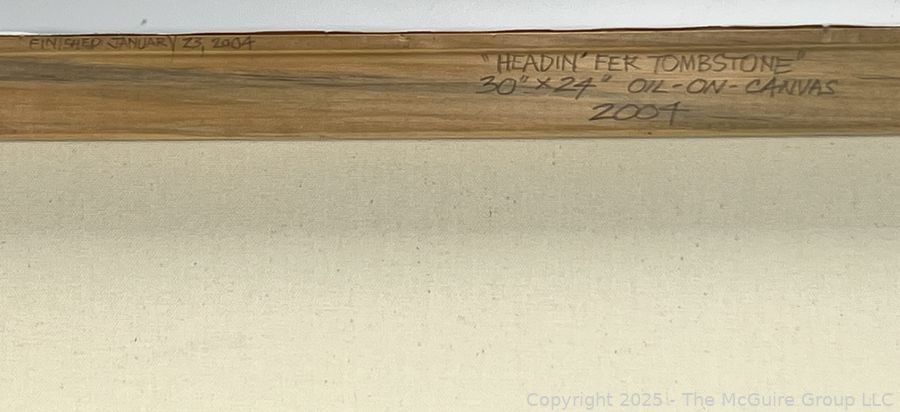 FINISHED JANUARY 23, 2004
"HEADIN' FER TOMBSTONE"
30" X 24" OIL-ON-CANVAS
2004
Copyright 2025 - The McGuire Group LLC